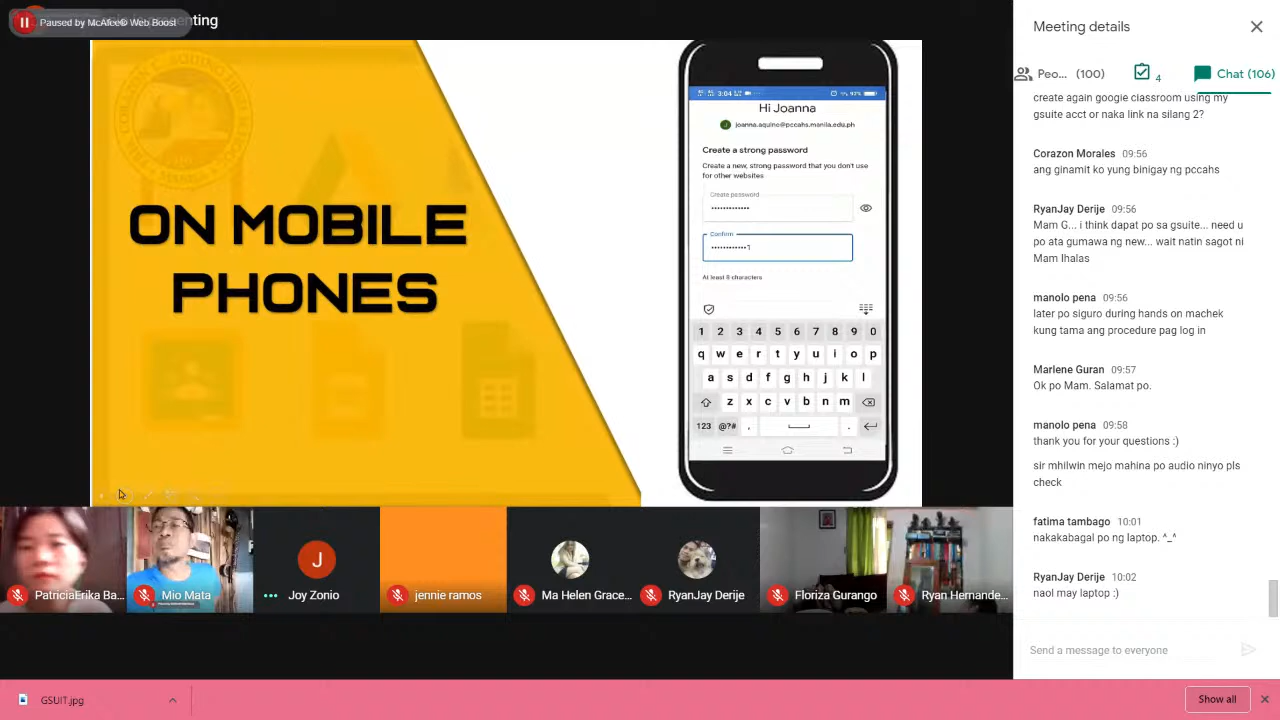 Paused by McAfee® Web Boost
enting
ON MOBILE
PHONES
3:04
92%
Hi Joanna
J
joanna.aquino@pccahs.manila.edu.ph
Create a strong password
Create a new, strong password that you don't use
for other websites
Create password
Confirm
At least 8 characters
1 2 3 4 5 6 7 8 9 0
q w e r t y u i o p
a s d f g h j k l
z x c v b n m
123 @?# , .
PatriciaErika Ba...
Mio Mata
J
Joy Zonio
jennie ramos
Ma Helen Grace...
RyanJay Derije
Floriza Gurango
Ryan Hernande...
Meeting details
Peo... (100)
4
Chat (106)
create again google classroom using my
gsuite acct or naka link na silang 2?
Corazon Morales 09:56
ang ginamit ko yung binigay ng pccahs
RyanJay Derije 09:56
Mam G... i think dapat po sa gsuite... need u
po ata gumawa ng new... wait natin sagot ni
Mam Ihalas
manolo pena 09:56
later po siguro during hands on machek
kung tama ang procedure pag log in
Marlene Guran 09:57
Ok po Mam. Salamat po.
manolo pena 09:58
thank you for your questions :)
sir mhilwin mejo mahina po audio ninyo pls
check
fatima tambago 10:01
nakakabagal po ng laptop. ^_^
RyanJay Derije 10:02
naol may laptop :)
Send a message to everyone
GSUIT.jpg
Show all